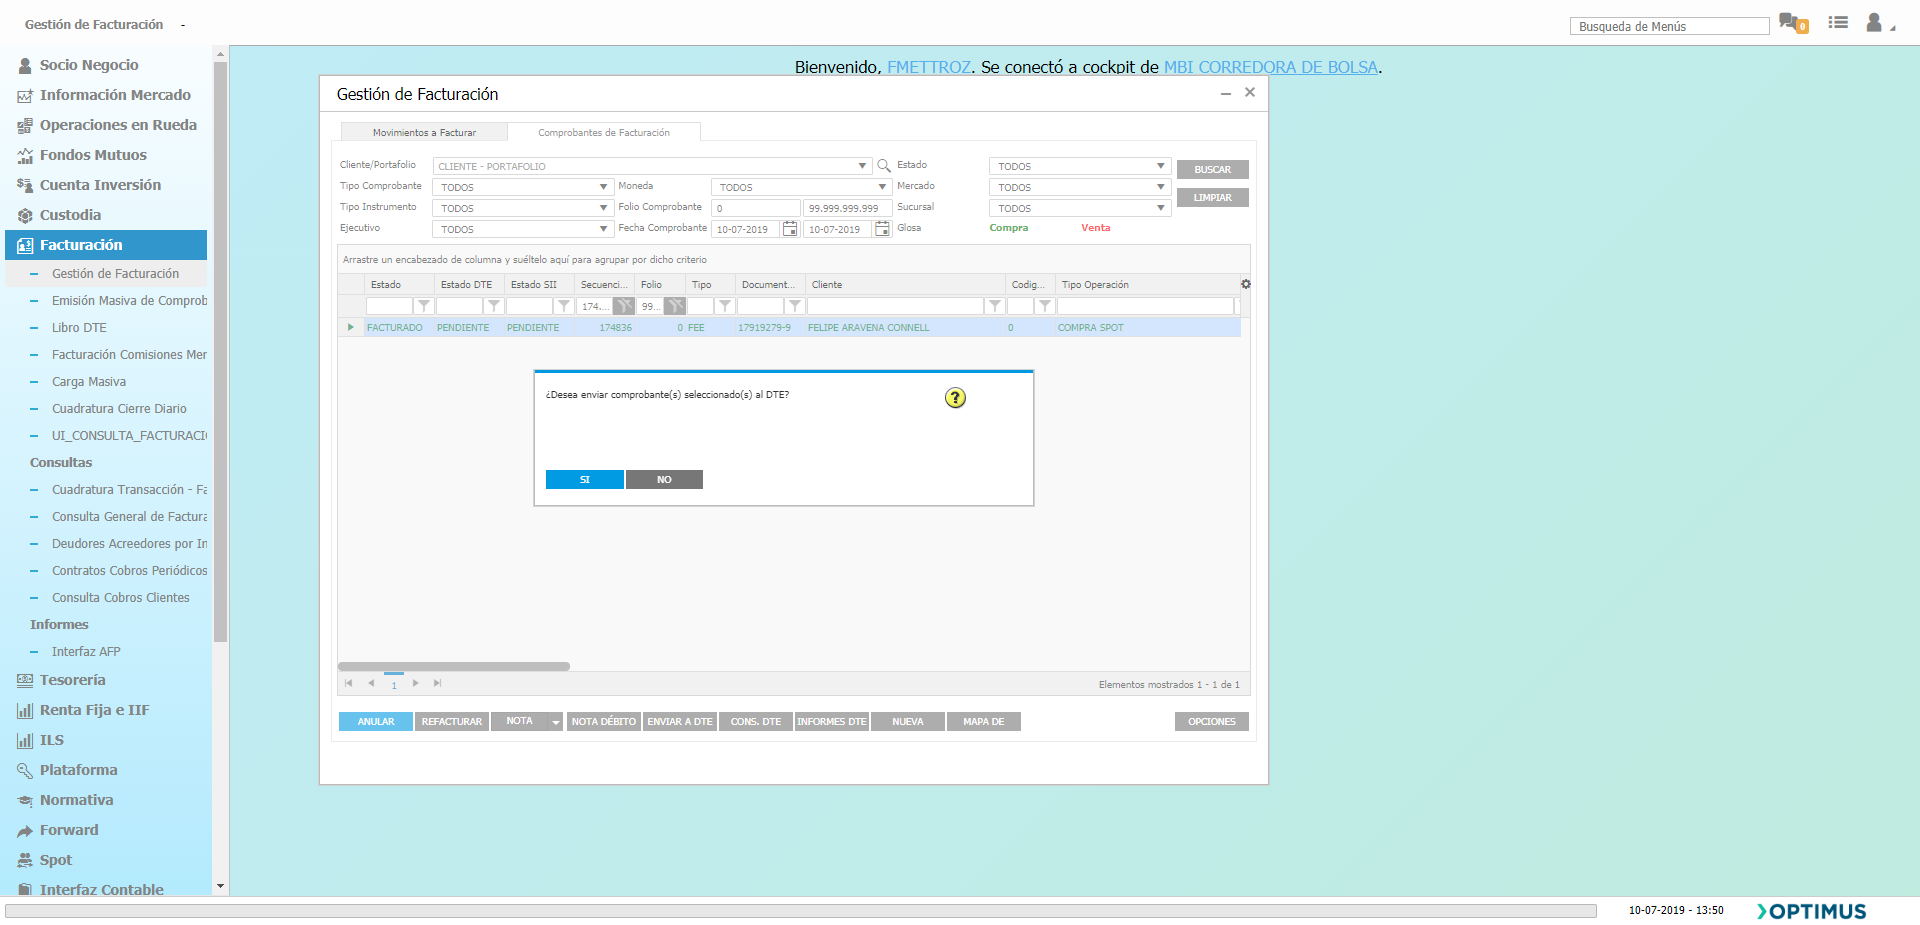 Gestión de Facturación -
Busqueda de Menús
0
Bienvenido, FMETTROZ. Se conectó a cockpit de MBI CORREDORA DE BOLSA.
Socio Negocio
Información Mercado
Operaciones en Rueda
Fondos Mutuos
Cuenta Inversión
Custodia
Facturación
Gestión de Facturación
Emisión Masiva de Comprob
Libro DTE
Facturación Comisiones Mer
Carga Masiva
Cuadratura Cierre Diario
UI_CONSULTA_FACTURACI
Consultas
Cuadratura Transacción - Fa
Consulta General de Factura
Deudores Acreedores por In
Contratos Cobros Periódicos
Consulta Cobros Clientes
Informes
Interfaz AFP
Tesorería
Renta Fija e IIF
ILS
Plataforma
Normativa
Forward
Spot
Interfaz Contable
Gestión de Facturación
Movimientos a Facturar Comprobantes de Facturación
Cliente/Portafolio CLIENTE - PORTAFOLIO Estado TODOS BUSCAR
Tipo Comprobante TODOS Moneda TODOS Mercado TODOS
LIMPIAR
Tipo Instrumento TODOS Folio Comprobante 0 99.999.999.999 Sucursal TODOS
Ejecutivo TODOS Fecha Comprobante 10-07-2019 10-07-2019 Glosa Compra Venta
Arrastre un encabezado de columna y suéltelo aquí para agrupar por dicho criterio
Estado Estado DTE Estado SII Secuenci... Folio Tipo Document... Cliente Codig... Tipo Operación
174.... 99...
FACTURADO PENDIENTE PENDIENTE 174836 0 FEE 17919279-9 FELIPE ARAVENA CONNELL 0 COMPRA SPOT
¿Desea enviar comprobante(s) seleccionado(s) al DTE?
?
SI NO
1
Elementos mostrados 1 - 1 de 1
ANULAR REFACTURAR NOTA NOTA DÉBITO ENVIAR A DTE CONS. DTE INFORMES DTE NUEVA MAPA DE OPCIONES
10-07-2019 - 13:50
OPTIMUS